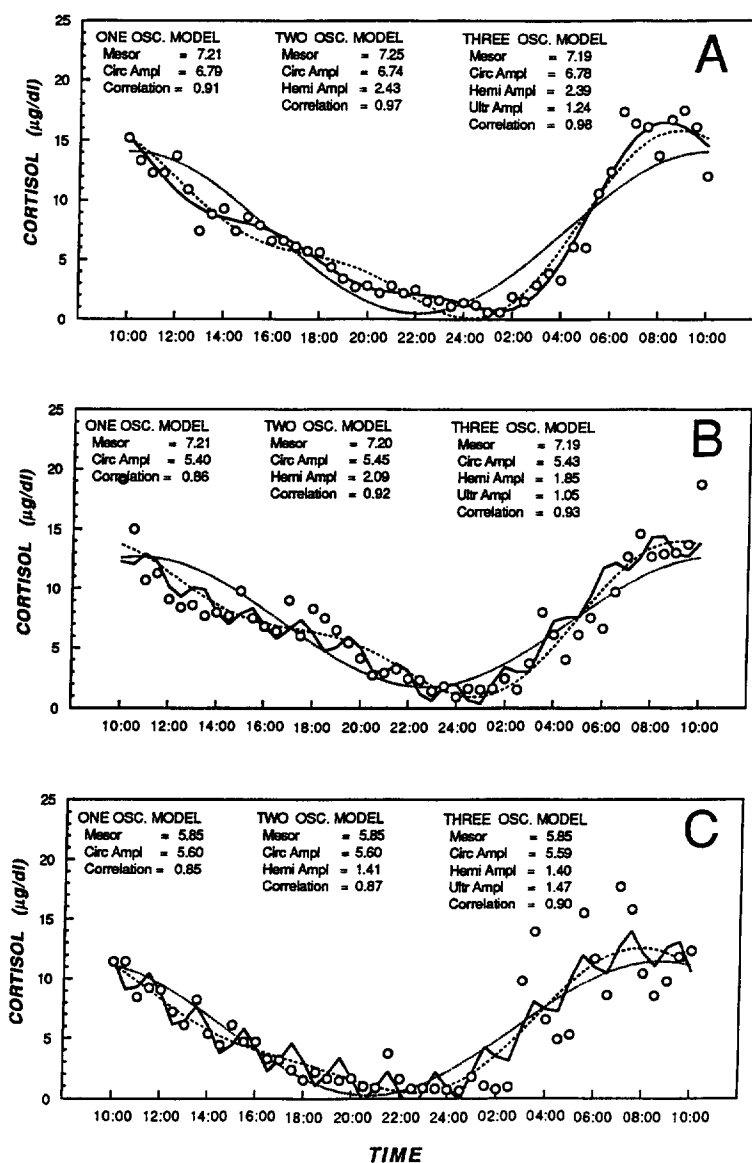 A
ONE OSC. MODEL
Mesor = 7.21
Circ Ampl = 6.79
Correlation = 0.91
TWO OSC. MODEL
Mesor = 7.25
Circ Ampl = 6.74
Hemi Ampl = 2.43
Correlation = 0.97
THREE OSC. MODEL
Mesor = 7.19
Circ Ampl = 6.78
Hemi Ampl = 2.39
Ultr Ampl = 1.24
Correlation = 0.98
CORTISOL (µg/dl)
25
20
15
10
5
0
10:00 12:00 14:00 16:00 18:00 20:00 22:00 24:00 02:00 04:00 06:00 08:00 10:00
B
ONE OSC. MODEL
Mesor = 7.21
Circ Ampl = 5.40
Correlation = 0.86
TWO OSC. MODEL
Mesor = 7.20
Circ Ampl = 5.45
Hemi Ampl = 2.09
Correlation = 0.92
THREE OSC. MODEL
Mesor = 7.19
Circ Ampl = 5.43
Hemi Ampl = 1.85
Ultr Ampl = 1.05
Correlation = 0.93
CORTISOL (µg/dl)
25
20
15
10
5
0
10:00 12:00 14:00 16:00 18:00 20:00 22:00 24:00 02:00 04:00 06:00 08:00 10:00
C
ONE OSC. MODEL
Mesor = 5.85
Circ Ampl = 5.60
Correlation = 0.85
TWO OSC. MODEL
Mesor = 5.85
Circ Ampl = 5.60
Hemi Ampl = 1.41
Correlation = 0.87
THREE OSC. MODEL
Mesor = 5.85
Circ Ampl = 5.59
Hemi Ampl = 1.40
Ultr Ampl = 1.47
Correlation = 0.90
CORTISOL (µg/dl)
25
20
15
10
5
0
10:00 12:00 14:00 16:00 18:00 20:00 22:00 24:00 02:00 04:00 06:00 08:00 10:00
TIME